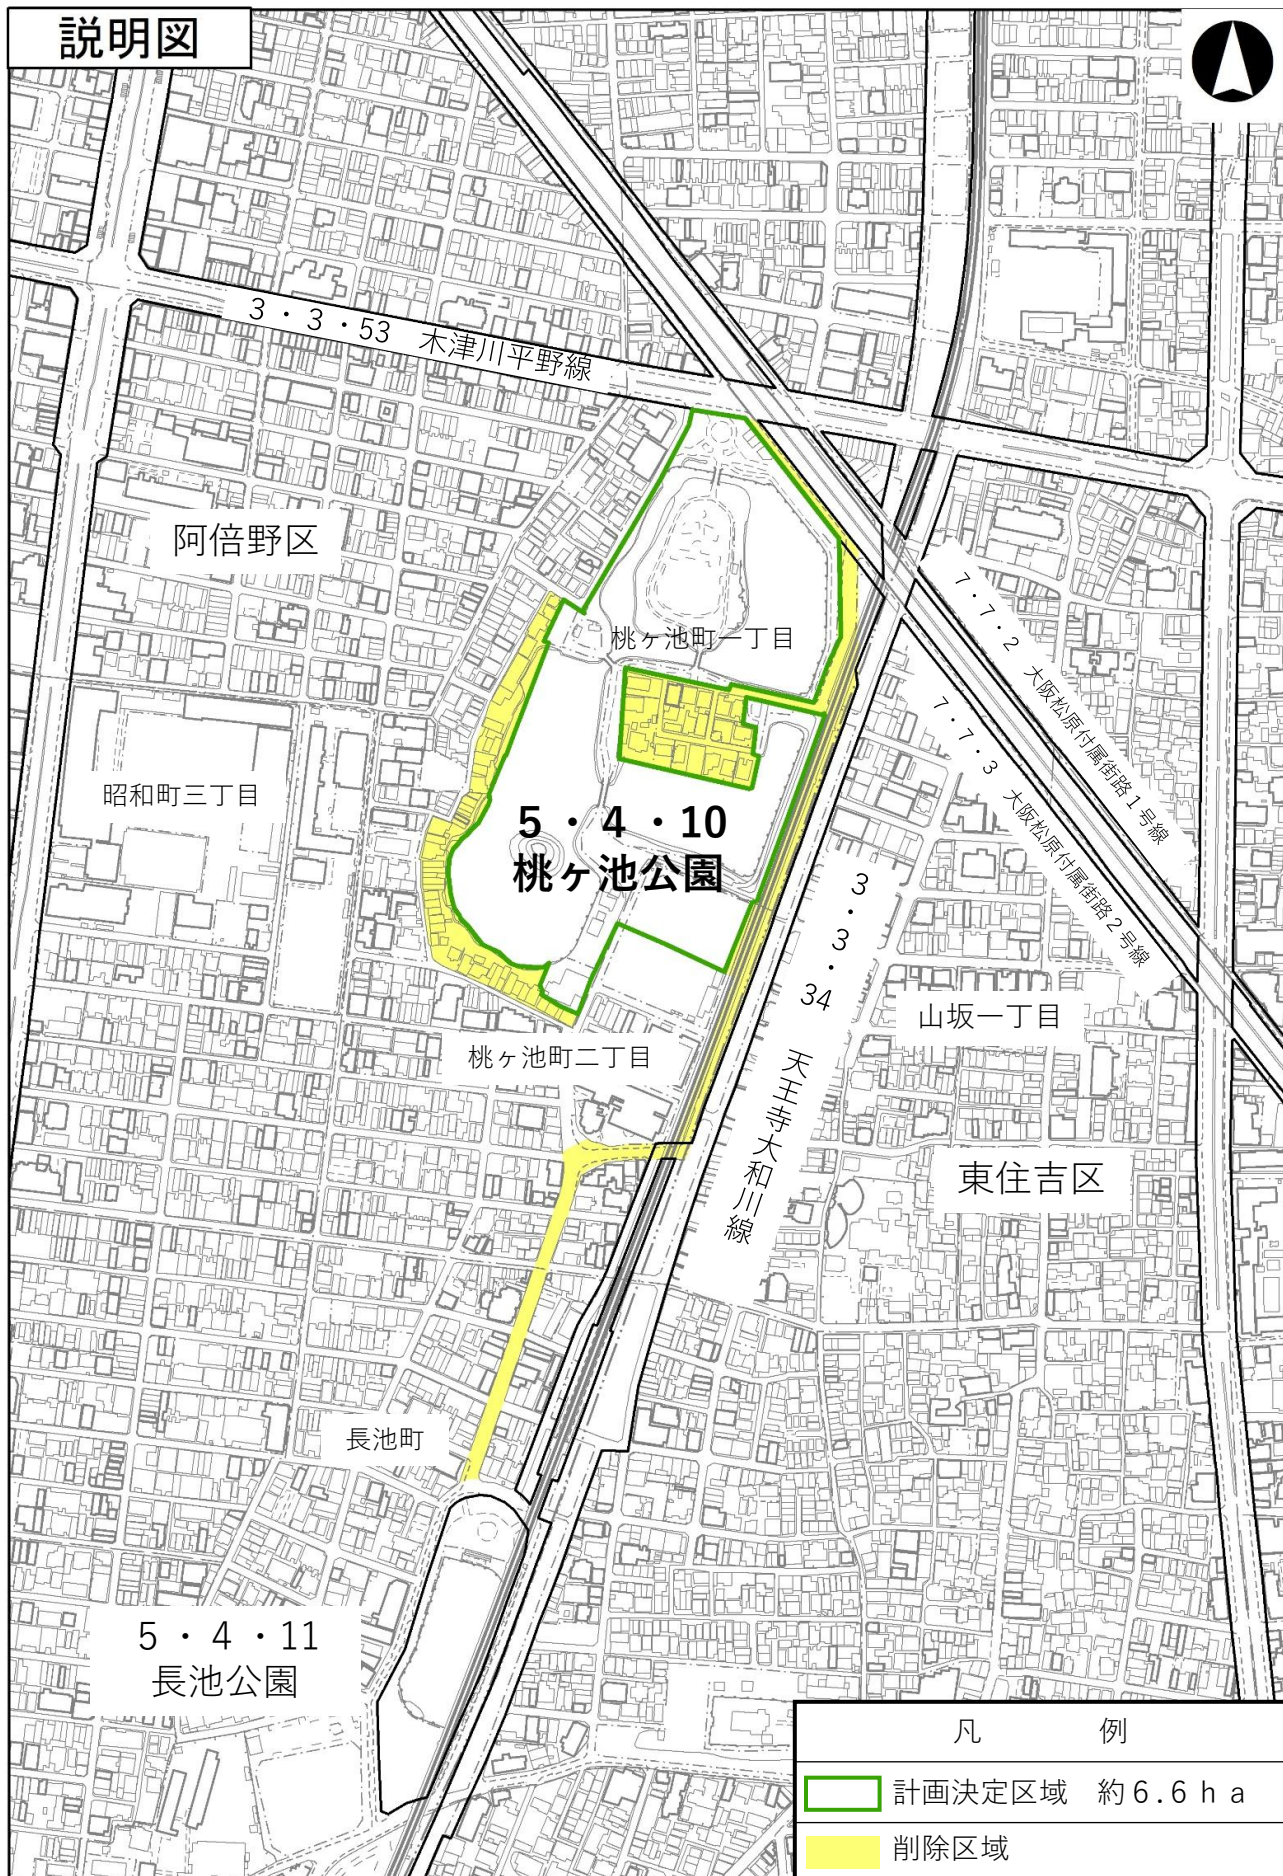 説明図
3・3・53 木津川平野線
阿倍野区
7・7・2 大阪松原付属街路1号線
7・7・3 大阪松原付属街路2号線
桃ヶ池町一丁目
昭和町三丁目
5・4・10
桃ヶ池公園
3・3・34 天王寺大和川線
山坂一丁目
桃ヶ池町二丁目
東住吉区
長池町
5・4・11
長池公園
凡 例
計画決定区域 約6.6ha
削除区域